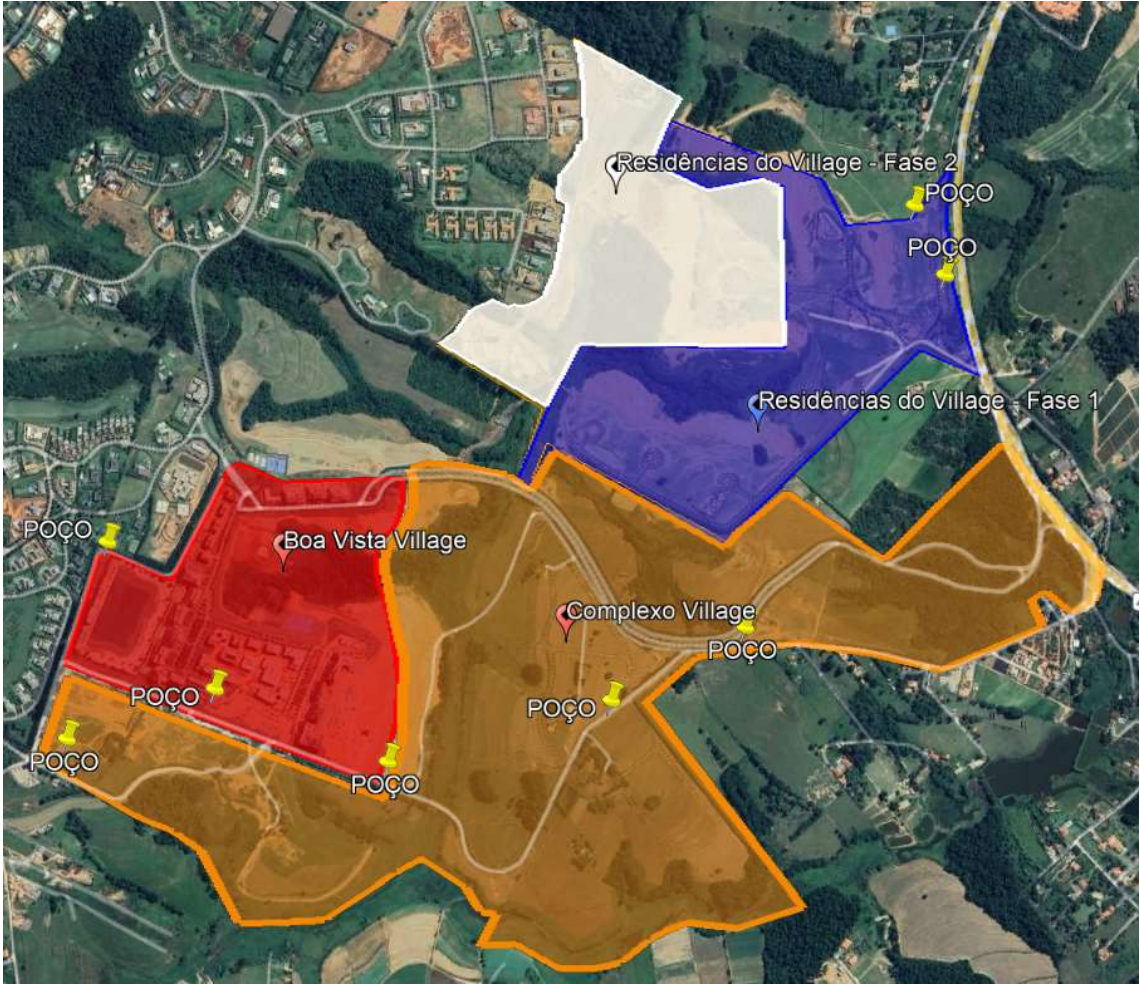 Residências do Village - Fase 2
POÇO
POÇO
Residências do Village - Fase 1
POÇO
Boa Vista Village
Complexo Village
POÇO
POÇO
POÇO
POÇO
POÇO